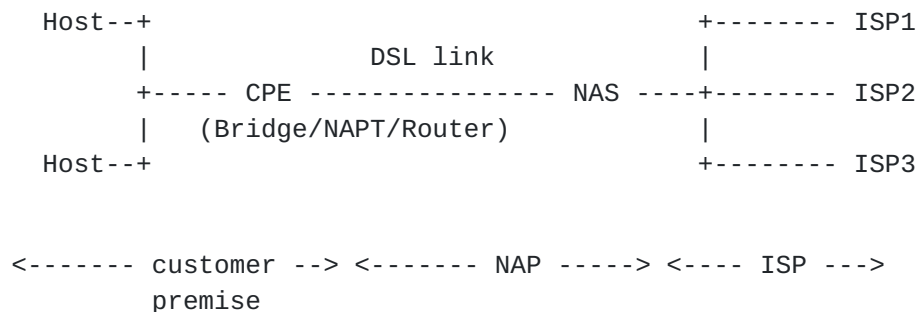 Host--+ +-------- ISP1
| DSL link |
+----- CPE ---------------- NAS ----+-------- ISP2
| (Bridge/NAPT/Router) |
Host--+ +-------- ISP3
<------- customer --> <------- NAP -----> <---- ISP --->
premise